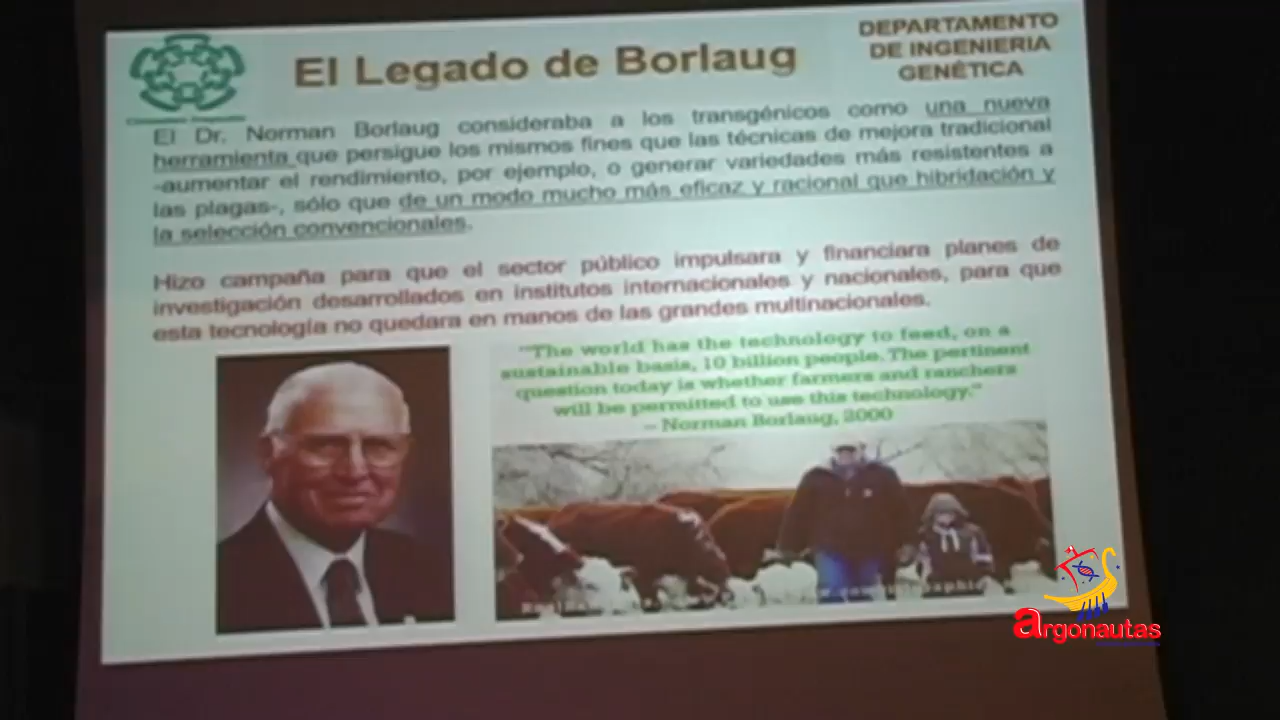 El Legado de Borlaug
DEPARTAMENTO
DE INGENIERIA
GENÉTICA
El Dr. Norman Borlaug consideraba a los transgénicos como una nueva
herramienta que persigue los mismos fines que las técnicas de mejora tradicional
-aumentar el rendimiento, por ejemplo, o generar variedades más resistentes a
las plagas-, sólo que de un modo mucho más eficaz y racional que hibridación y
la selección convencionales.
Hizo campaña para que el sector público impulsara y financiara planes de
investigación desarrollados en institutos internacionales y nacionales, para que
esta tecnología no quedara en manos de las grandes multinacionales.
"The world has the technology to feed, on a
sustainable basis, 10 billion people. The pertinent
question today is whether farmers and ranchers
will be permitted to use this technology."
-- Norman Borlaug, 2000
argonautas